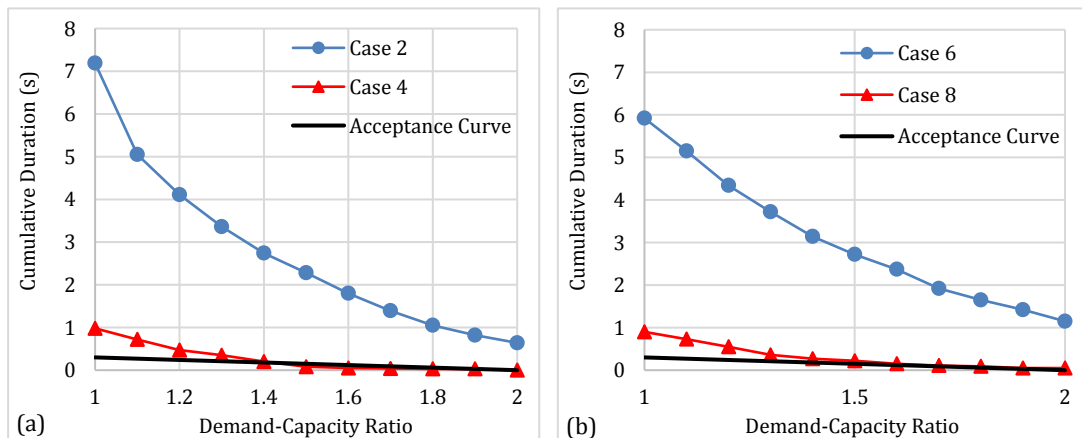 8
7
6
5
4
3
2
1
0
Cumulative Duration (s)
Case 2
Case 4
Acceptance Curve
1
1.2
1.4
1.6
1.8
2
Demand-Capacity Ratio
(a)
8
7
6
5
4
3
2
1
0
Cumulative Duration (s)
Case 6
Case 8
Acceptance Curve
1
1.5
2
Demand-Capacity Ratio
(b)